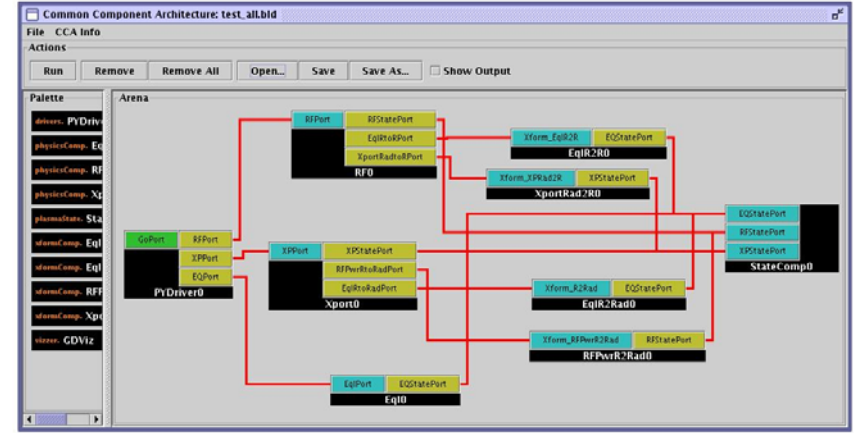 Common Component Architecture: test_all.bld
File CCA Info
Actions
Run Remove Remove All Open... Save Save As... Show Output
Palette
drivers. PYDriv
physicsComp. Eq
physicsComp. RF
physicsComp. Xp
plasmaState. Sta
xformComp. Eql
xformComp. Eql
xformComp. RFF
xformComp. Xpo
vizzer. GDViz
Arena
RFPort RFStatePort
EqlRtoRPort
XportRadtoRPort
RF0
Xform_EqlR2R EQStatePort
EqlR2R0
Xform_XPRad2R XPStatePort
XportRad2R0
GoPort RFPort
XPPort
EQPort
PYDriver0
XPPort XPStatePort
RFPwrRtoRadPort
EqlRtoRadPort
Xport0
EQStatePort
RFStatePort
XPStatePort
StateComp0
Xform_R2Rad EQStatePort
EqlR2Rad0
Xform_RFPwrR2Rad RFStatePort
RFPwrR2Rad0
EqlPort EQStatePort
Eql0